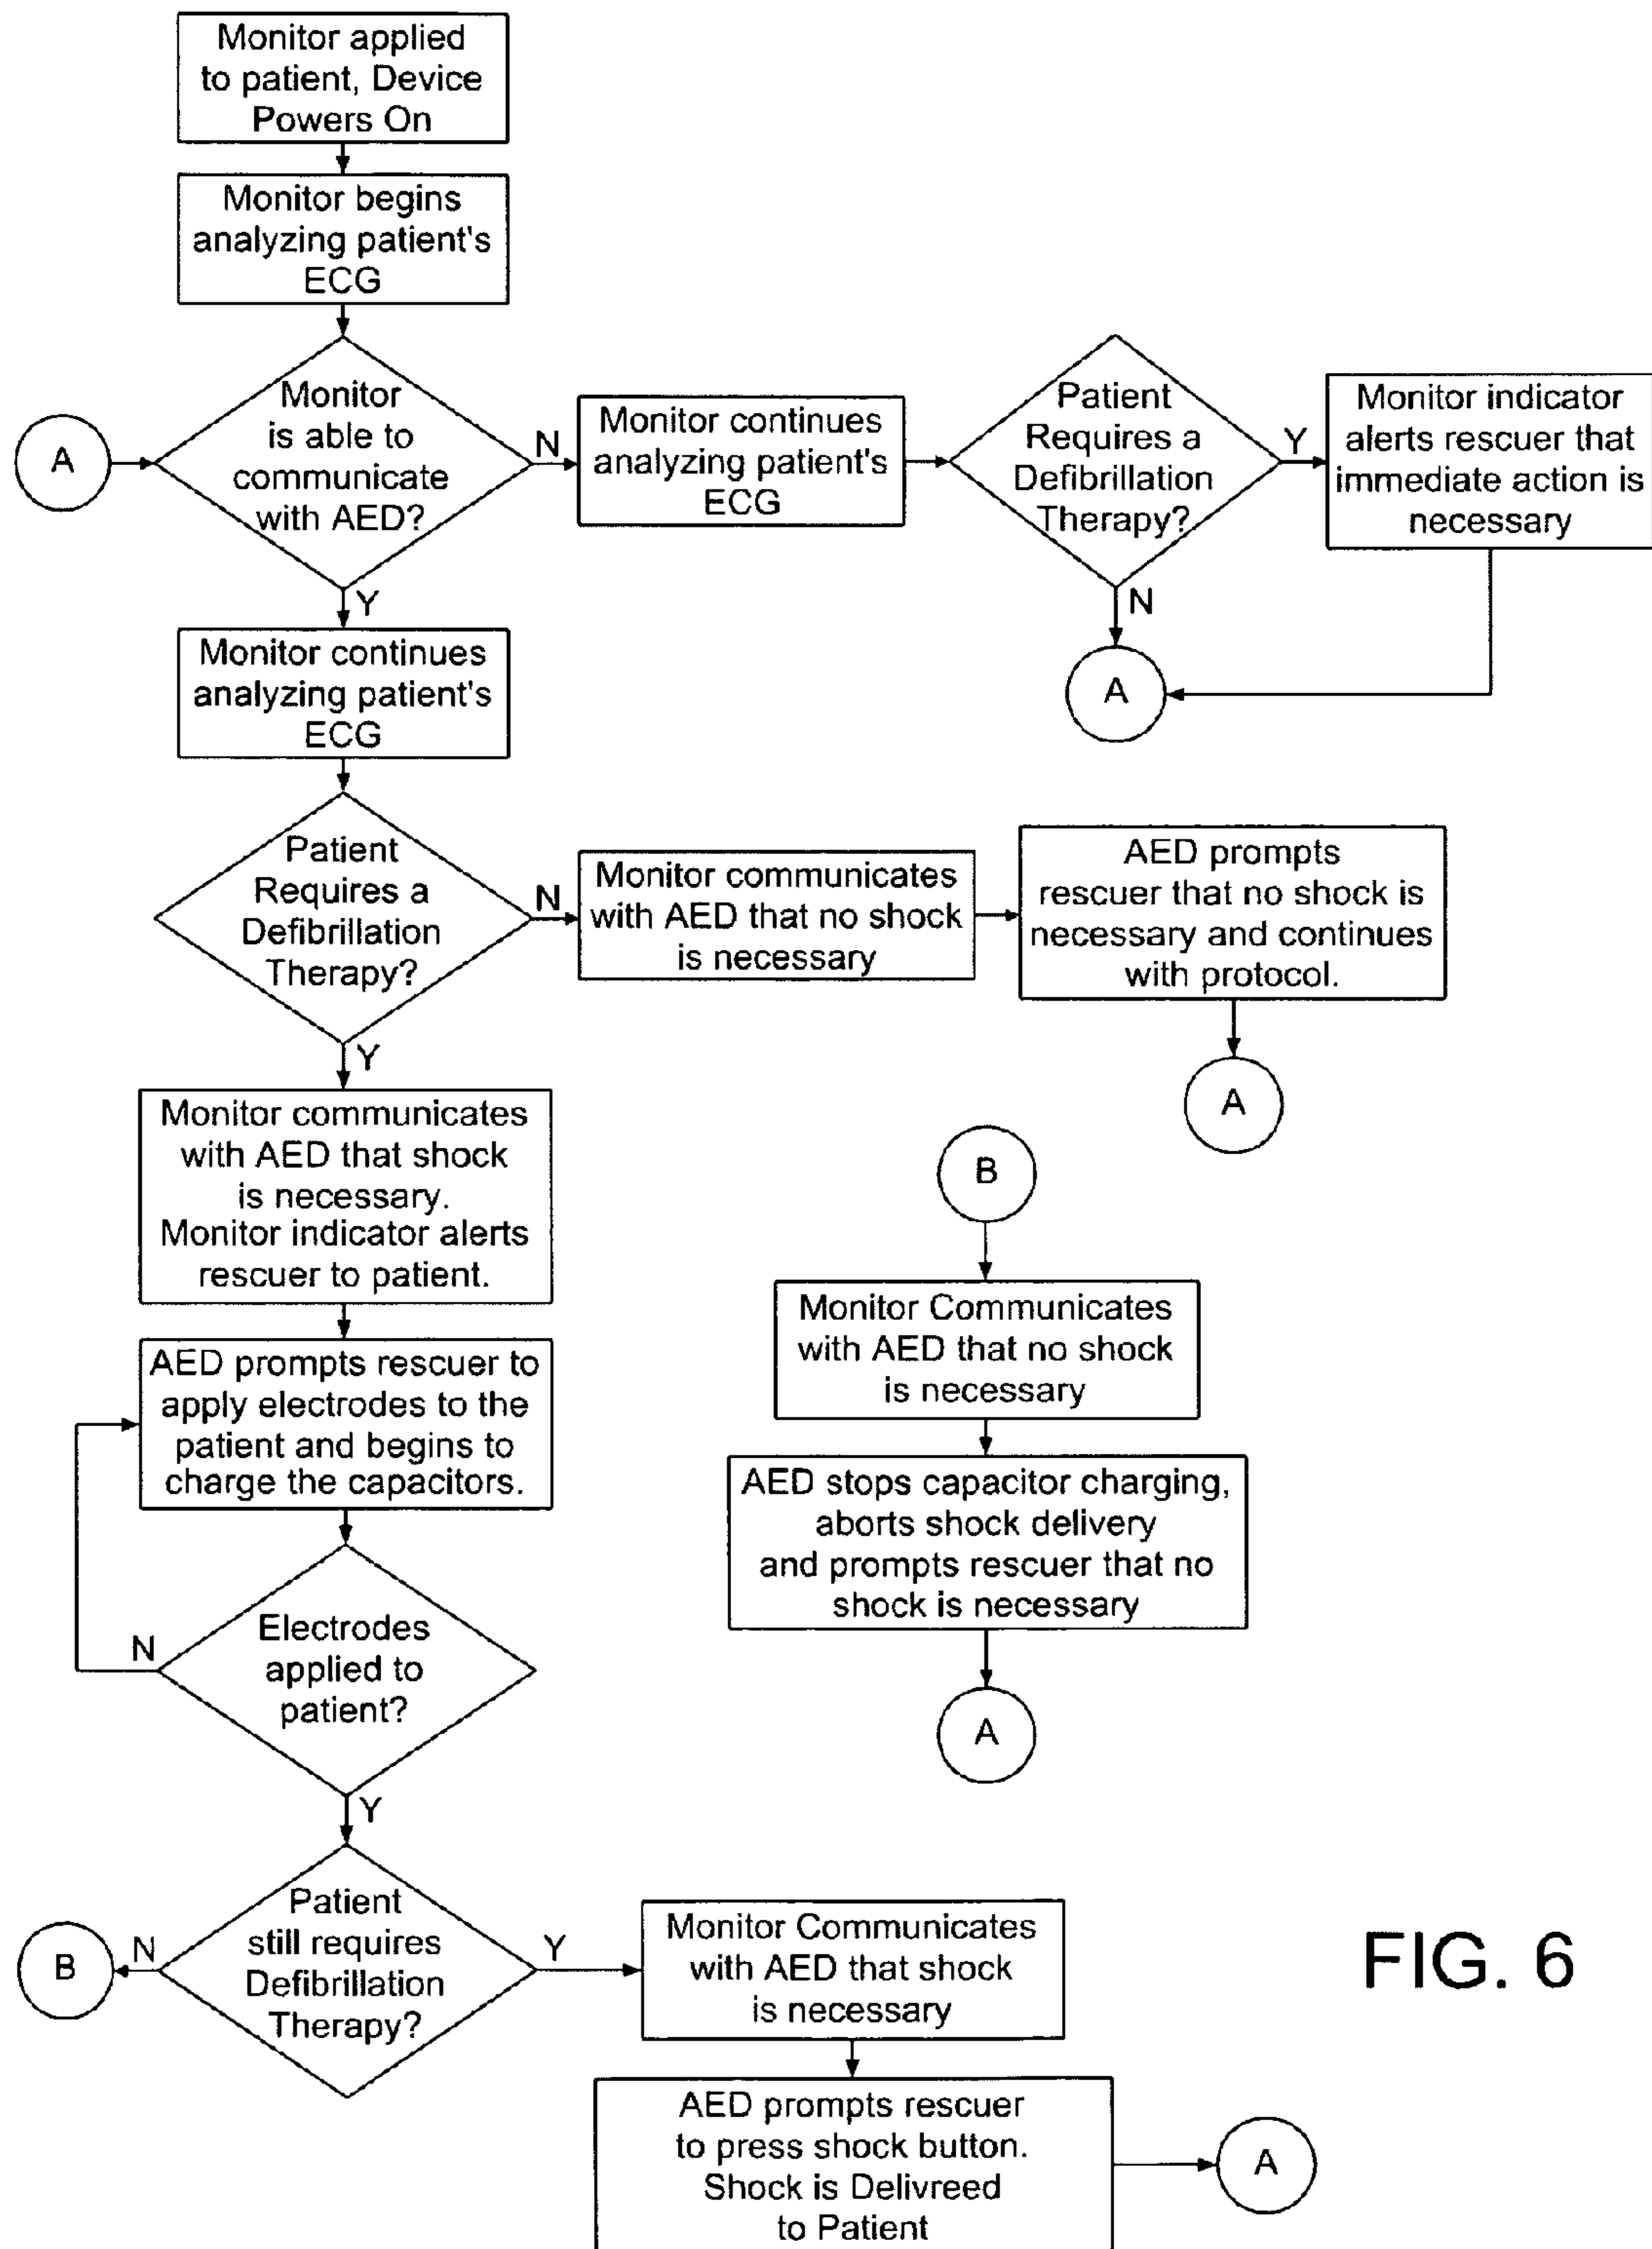 Monitor applied
to patient, Device
Powers On
Monitor begins
analyzing patient's
ECG
A
Monitor
is able to
communicate
with AED?
N
Monitor continues
analyzing patient's
ECG
Patient
Requires a
Defibrillation
Therapy?
Y
Monitor indicator
alerts rescuer that
immediate action is
necessary
Y
N
A
Monitor continues
analyzing patient's
ECG
Patient
Requires a
Defibrillation
Therapy?
N
Monitor communicates
with AED that no shock
is necessary
AED prompts
rescuer that no shock is
necessary and continues
with protocol.
A
Y
Monitor communicates
with AED that shock
is necessary.
Monitor indicator alerts
rescuer to patient.
AED prompts rescuer to
apply electrodes to the
patient and begins to
charge the capacitors.
N
Electrodes
applied to
patient?
Y
B
Monitor Communicates
with AED that no shock
is necessary
AED stops capacitor charging,
aborts shock delivery
and prompts rescuer that no
shock is necessary
A
B
N
Patient
still requires
Defibrillation
Therapy?
Y
Monitor Communicates
with AED that shock
is necessary
AED prompts rescuer
to press shock button.
Shock is Delivreed
to Patient
A
FIG. 6